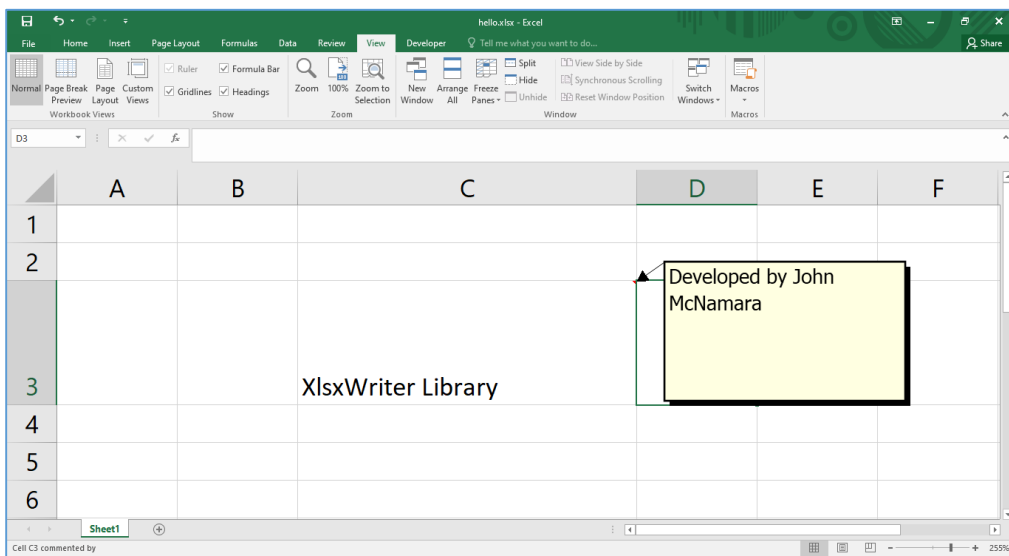 hello.xlsx - Excel
File Home Insert Page Layout Formulas Data Review View Developer Tell me what you want to do... Share
Normal Page Break Preview Page Layout Custom Views
Workbook Views
Ruler Formula Bar
Gridlines Headings
Show
Zoom 100% Zoom to Selection
Zoom
New Window Arrange All Freeze Panes
Split
Hide
Unhide
View Side by Side
Synchronous Scrolling
Reset Window Position
Switch Windows
Window
Macros
Macros
D3 fx
A B C D E F
1
2
Developed by John
McNamara
3 XlsxWriter Library
4
5
6
Sheet1
Cell C3 commented by 255%